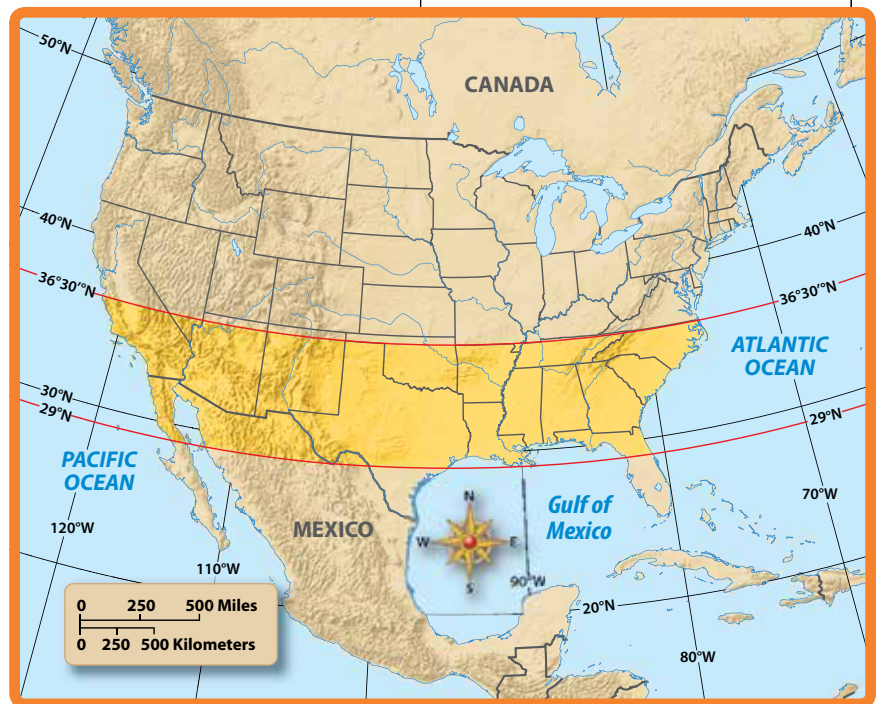 50°N
CANADA
40°N
40°N
36°30′N
36°30′N
ATLANTIC
OCEAN
30°N
29°N
29°N
PACIFIC
OCEAN
70°W
N
Gulf of
Mexico
120°W
MEXICO
W
E
110°W
S
90°W
20°N
0 250 500 Miles
0 250 500 Kilometers
80°W